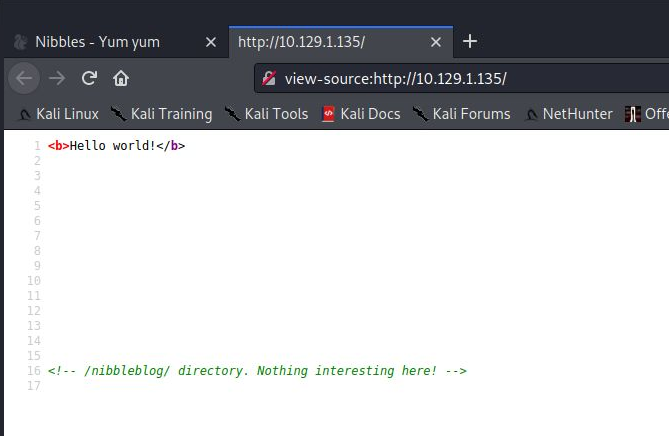 Nibbles - Yum yum
http://10.129.1.135/
view-source:http://10.129.1.135/
Kali Linux Kali Training Kali Tools Kali Docs Kali Forums NetHunter Offe
1 <b>Hello world!</b>
2
3
4
5
6
7
8
9
10
11
12
13
14
15
16 <!-- /nibbleblog/ directory. Nothing interesting here! -->
17